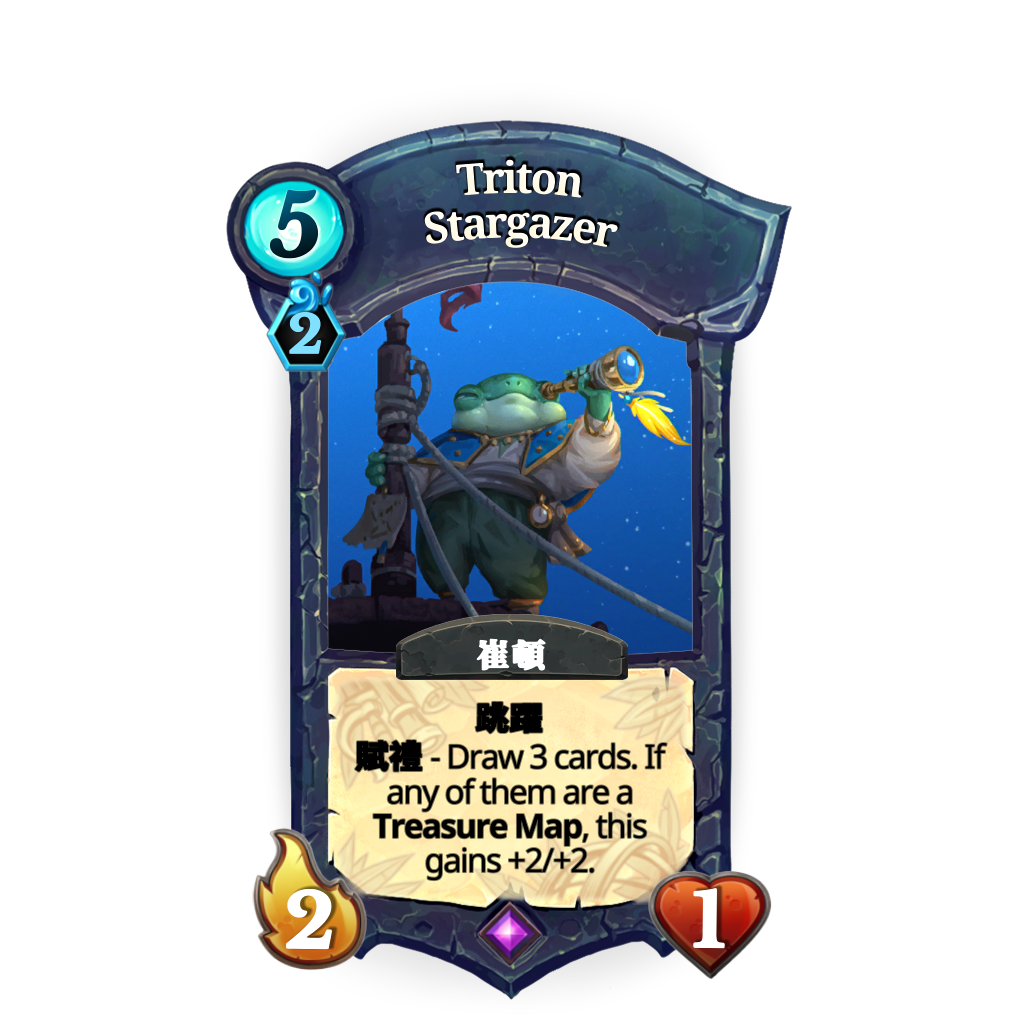 Triton
Stargazer
5
2
崔頓
跳躍
賦禮 - Draw 3 cards. If
any of them are a
Treasure Map, this
gains +2/+2.
2
1